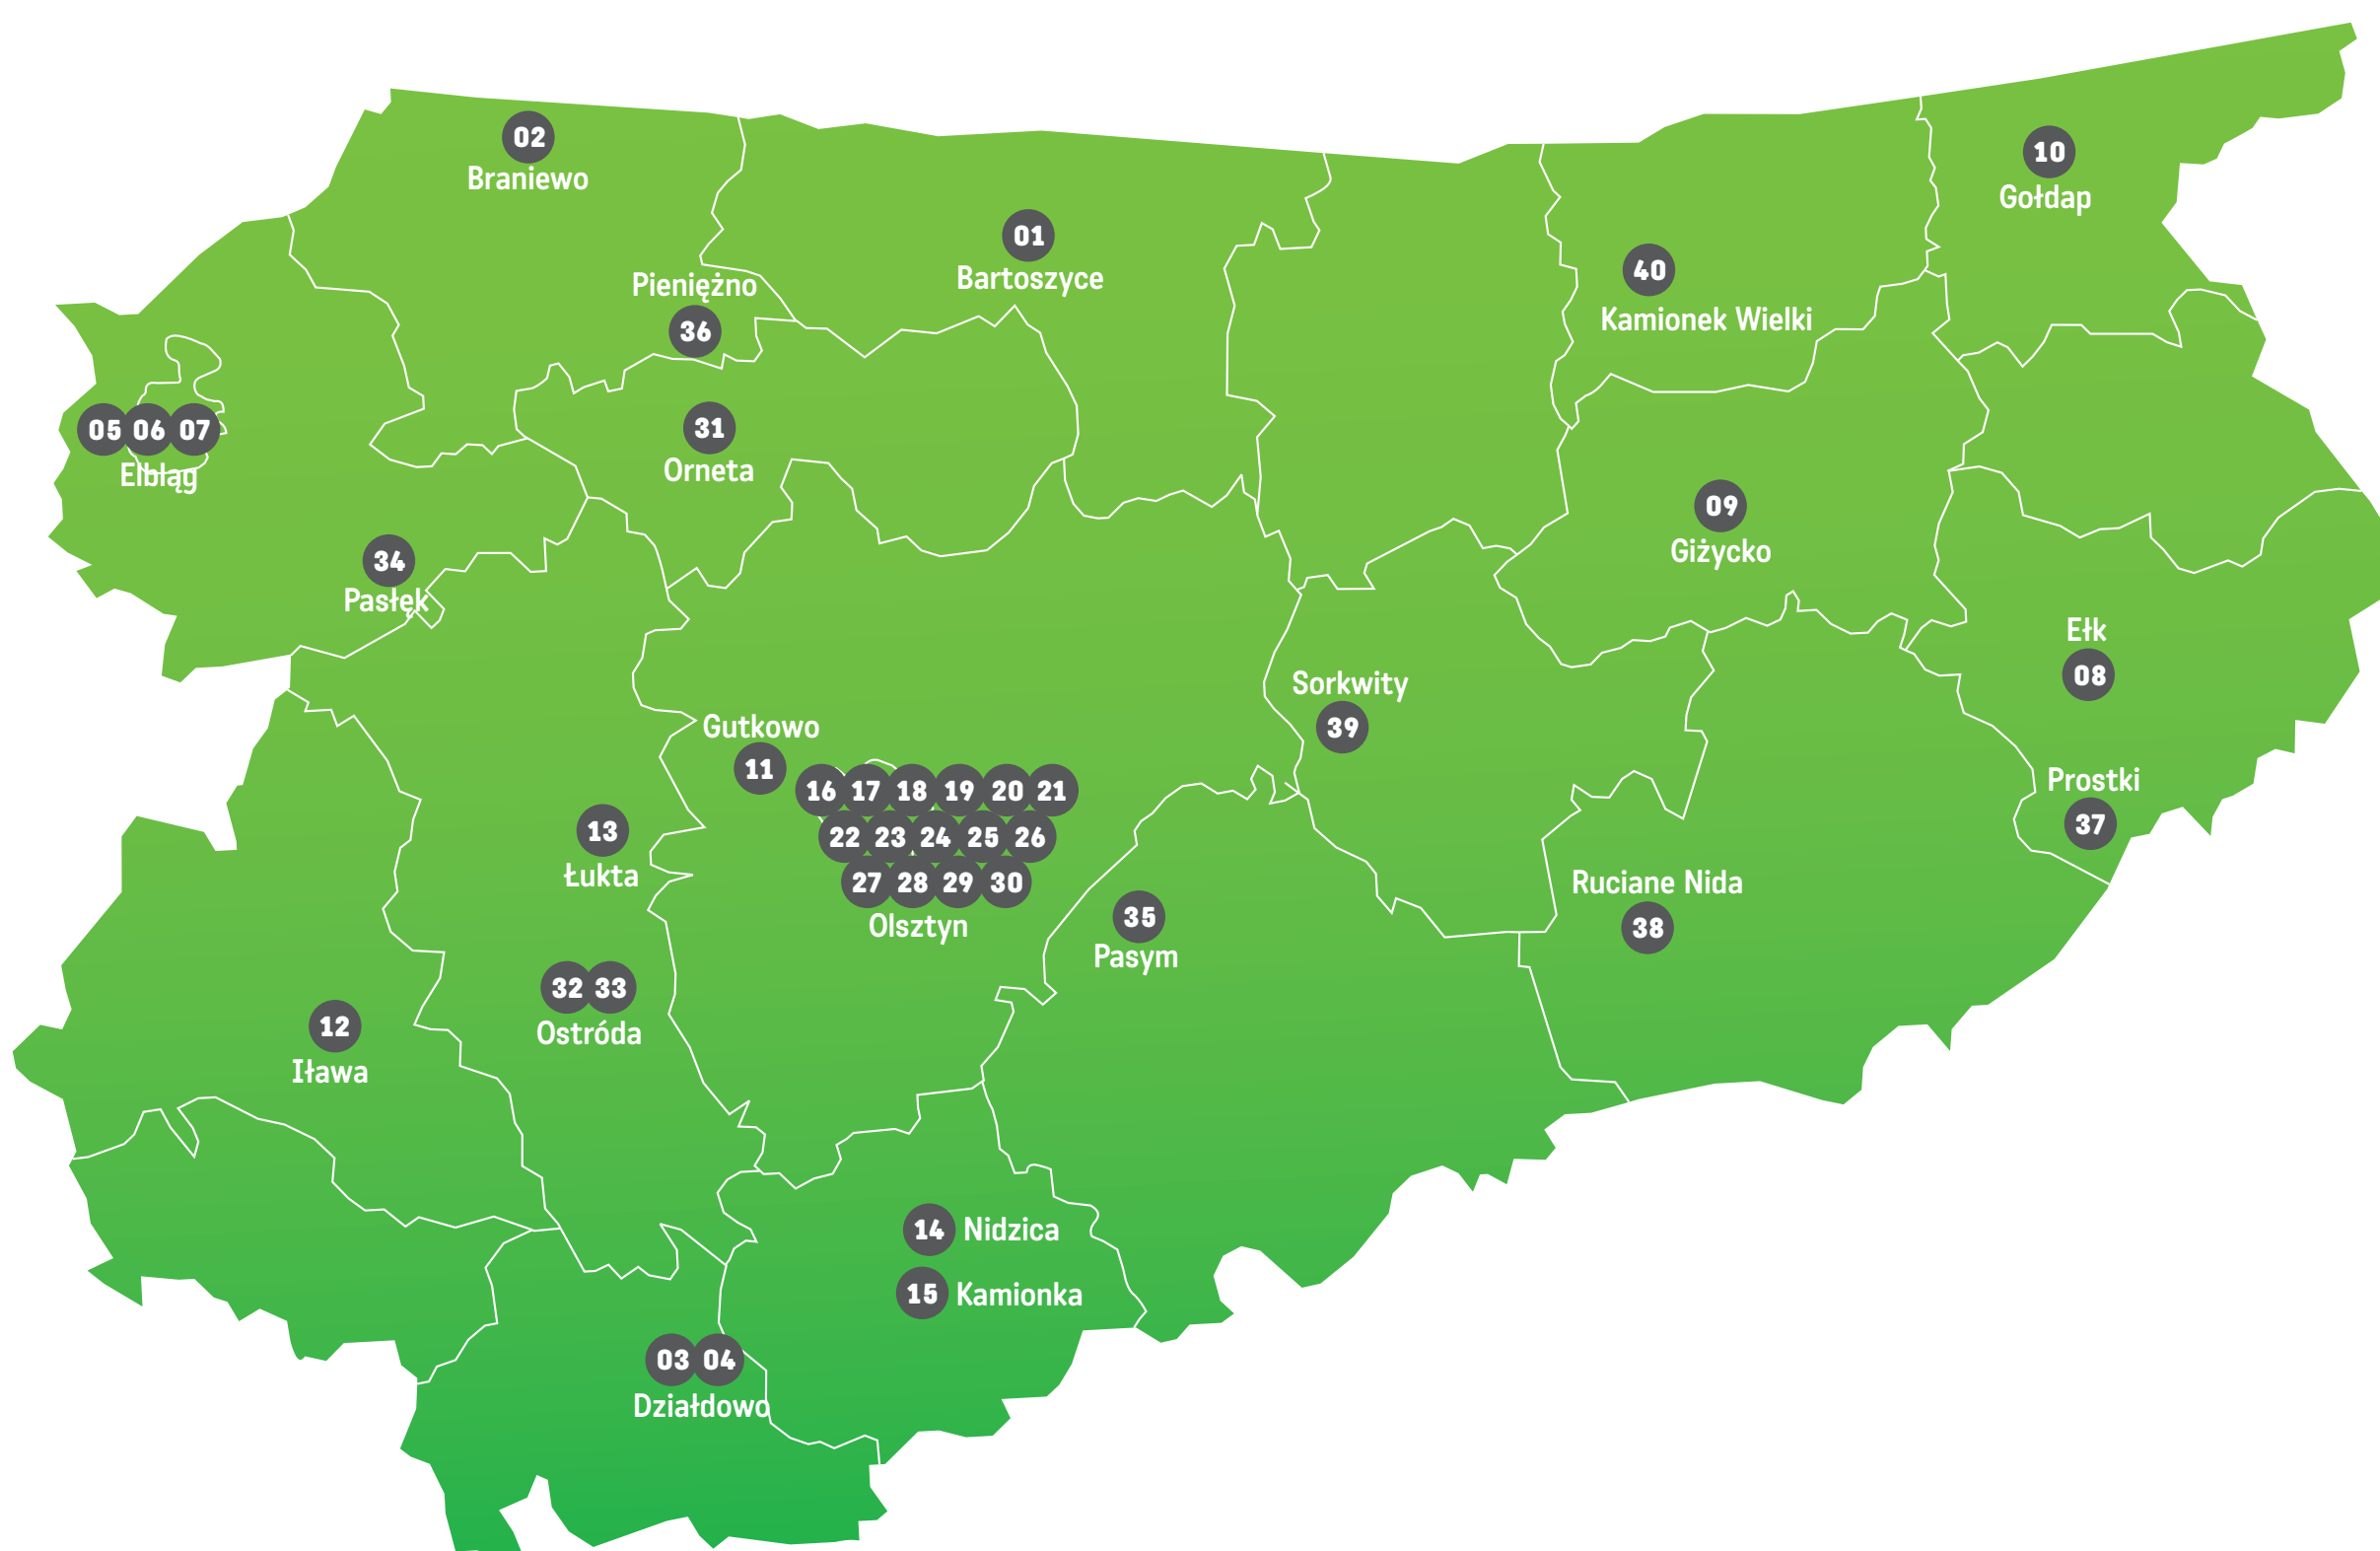 02
Braniewo
10
Gołdap
01
Bartoszyce
40
Kamionek Wielki
Pieniężno
36
05 06 07
Elbląg
31
Orneta
09
Giżycko
34
Pasłęk
Ełk
08
Sorkwity
39
Gutkowo
11
16 17 18 19 20 21
22 23 24 25 26
27 28 29 30
Olsztyn
Prostki
37
13
Łukta
Ruciane Nida
38
35
Pasym
32 33
Ostróda
12
Iława
14 Nidzica
15 Kamionka
03 04
Działdowo